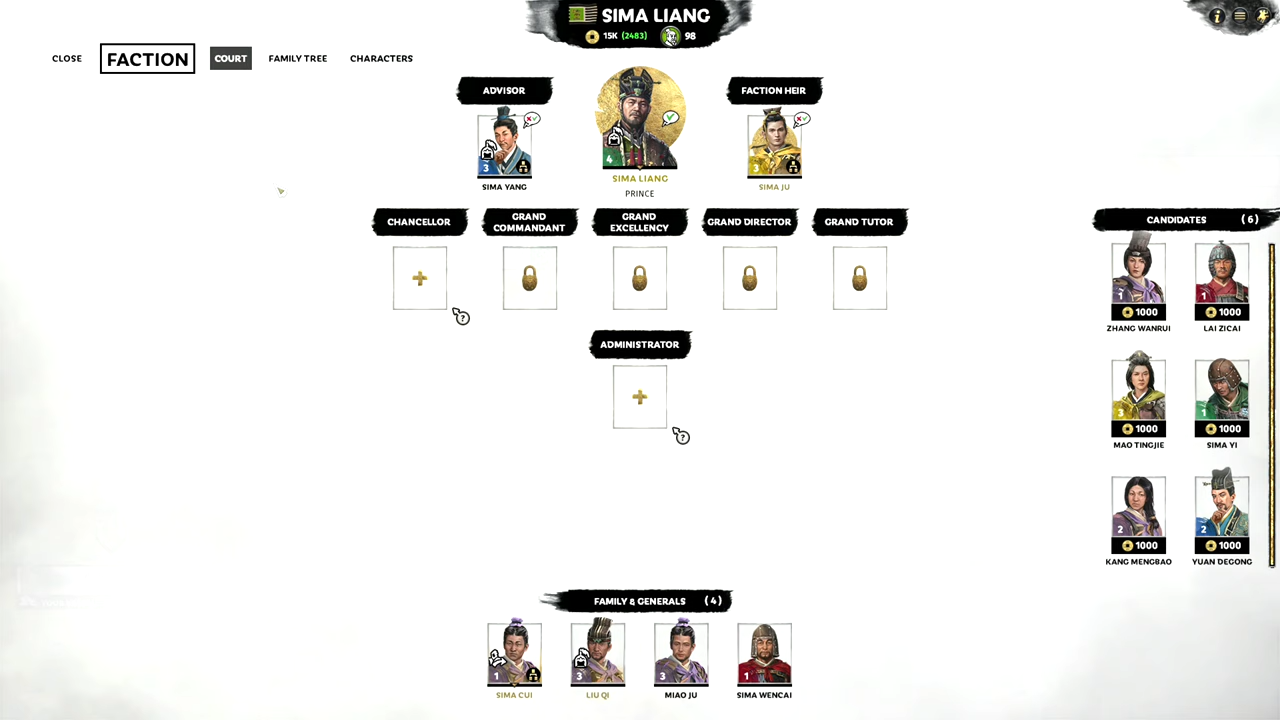 SIMA LIANG
15K (2483) 98
CLOSE
FACTION
COURT
FAMILY TREE
CHARACTERS
ADVISOR
FACTION HEIR
3
4
3
SIMA YANG
SIMA LIANG
SIMA JU
PRINCE
CHANCELLOR
GRAND
COMMANDANT
GRAND
EXCELLENCY
GRAND DIRECTOR
GRAND TUTOR
?
ADMINISTRATOR
?
CANDIDATES (6)
1
1
1000
1000
ZHANG WANRUI
LAI ZICAI
3
1
1000
1000
MAO TINGJIE
SIMA YI
2
2
1000
1000
KANG MENGBAO
YUAN DEGONG
FAMILY & GENERALS (4)
1
3
3
1
SIMA CUI
LIU QI
MIAO JU
SIMA WENCAI